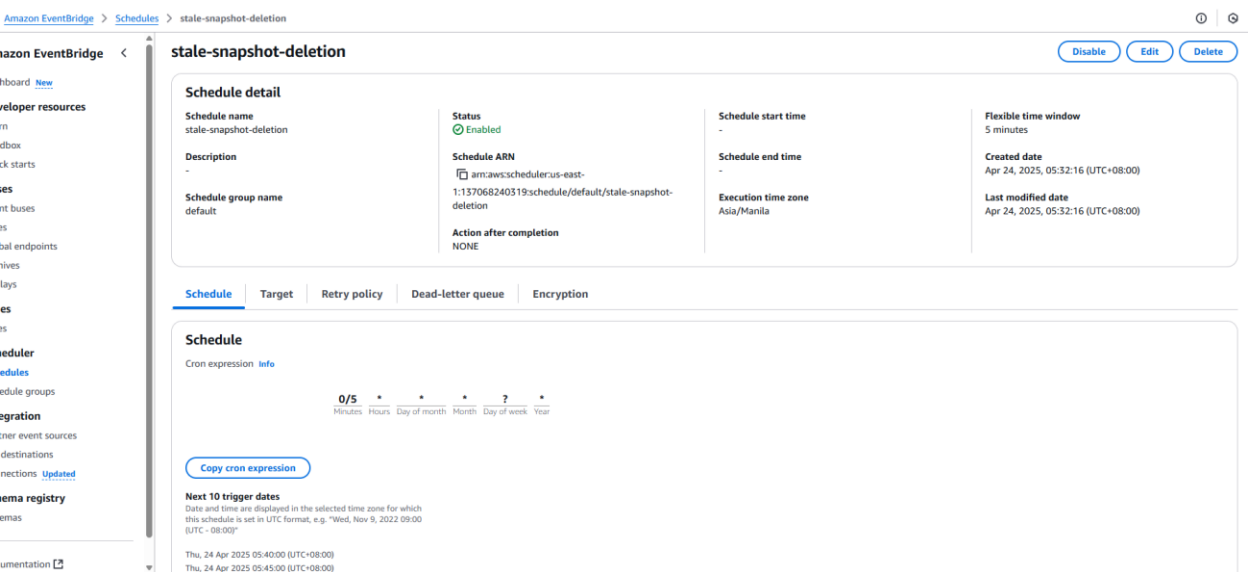 Amazon EventBridge > Schedules > stale-snapshot-deletion
mazon EventBridge
hboard New
veloper resources
rn
dbox
ck starts
ses
nt buses
es
bal endpoints
hives
lays
es
es
heduler
edules
edule groups
egration
tner event sources
destinations
nections Updated
hema registry
emas
umentation
stale-snapshot-deletion
Disable
Edit
Delete
Schedule detail
Schedule name
stale-snapshot-deletion
Description
-
Schedule group name
default
Status
Enabled
Schedule ARN
arn:aws:scheduler:us-east-
1:137068240319:schedule/default/stale-snapshot-
deletion
Action after completion
NONE
Schedule start time
-
Schedule end time
-
Execution time zone
Asia/Manila
Flexible time window
5 minutes
Created date
Apr 24, 2025, 05:32:16 (UTC+08:00)
Last modified date
Apr 24, 2025, 05:32:16 (UTC+08:00)
Schedule Target Retry policy Dead-letter queue Encryption
Schedule
Cron expression Info
0/5 * * * ? *
Minutes Hours Day of month Month Day of week Year
Copy cron expression
Next 10 trigger dates
Date and time are displayed in the selected time zone for which
this schedule is set in UTC format, e.g. "Wed, Nov 9, 2022 09:00
(UTC - 08:00)"
Thu, 24 Apr 2025 05:40:00 (UTC+08:00)
Thu, 24 Apr 2025 05:45:00 (UTC+08:00)